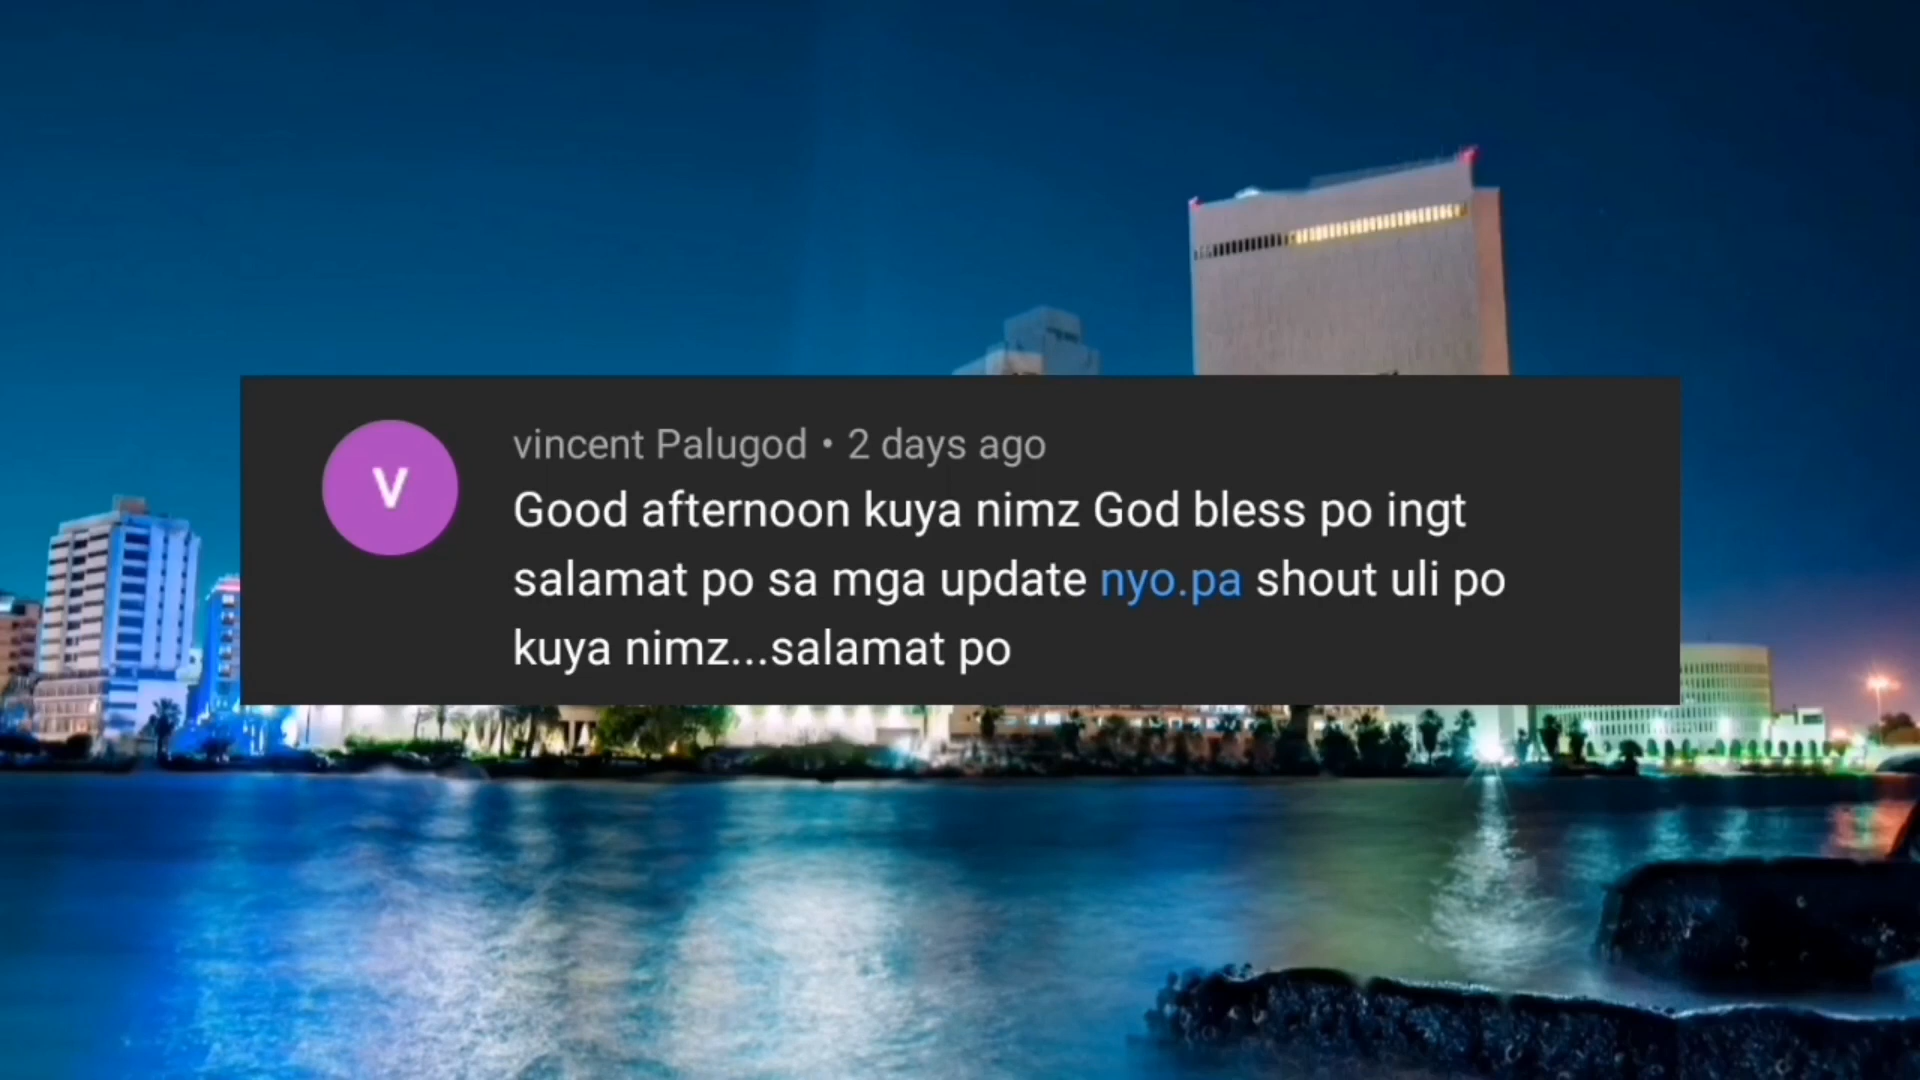 V
vincent Palugod • 2 days ago
Good afternoon kuya nimz God bless po ingt
salamat po sa mga update nyo.pa shout uli po
kuya nimz...salamat po